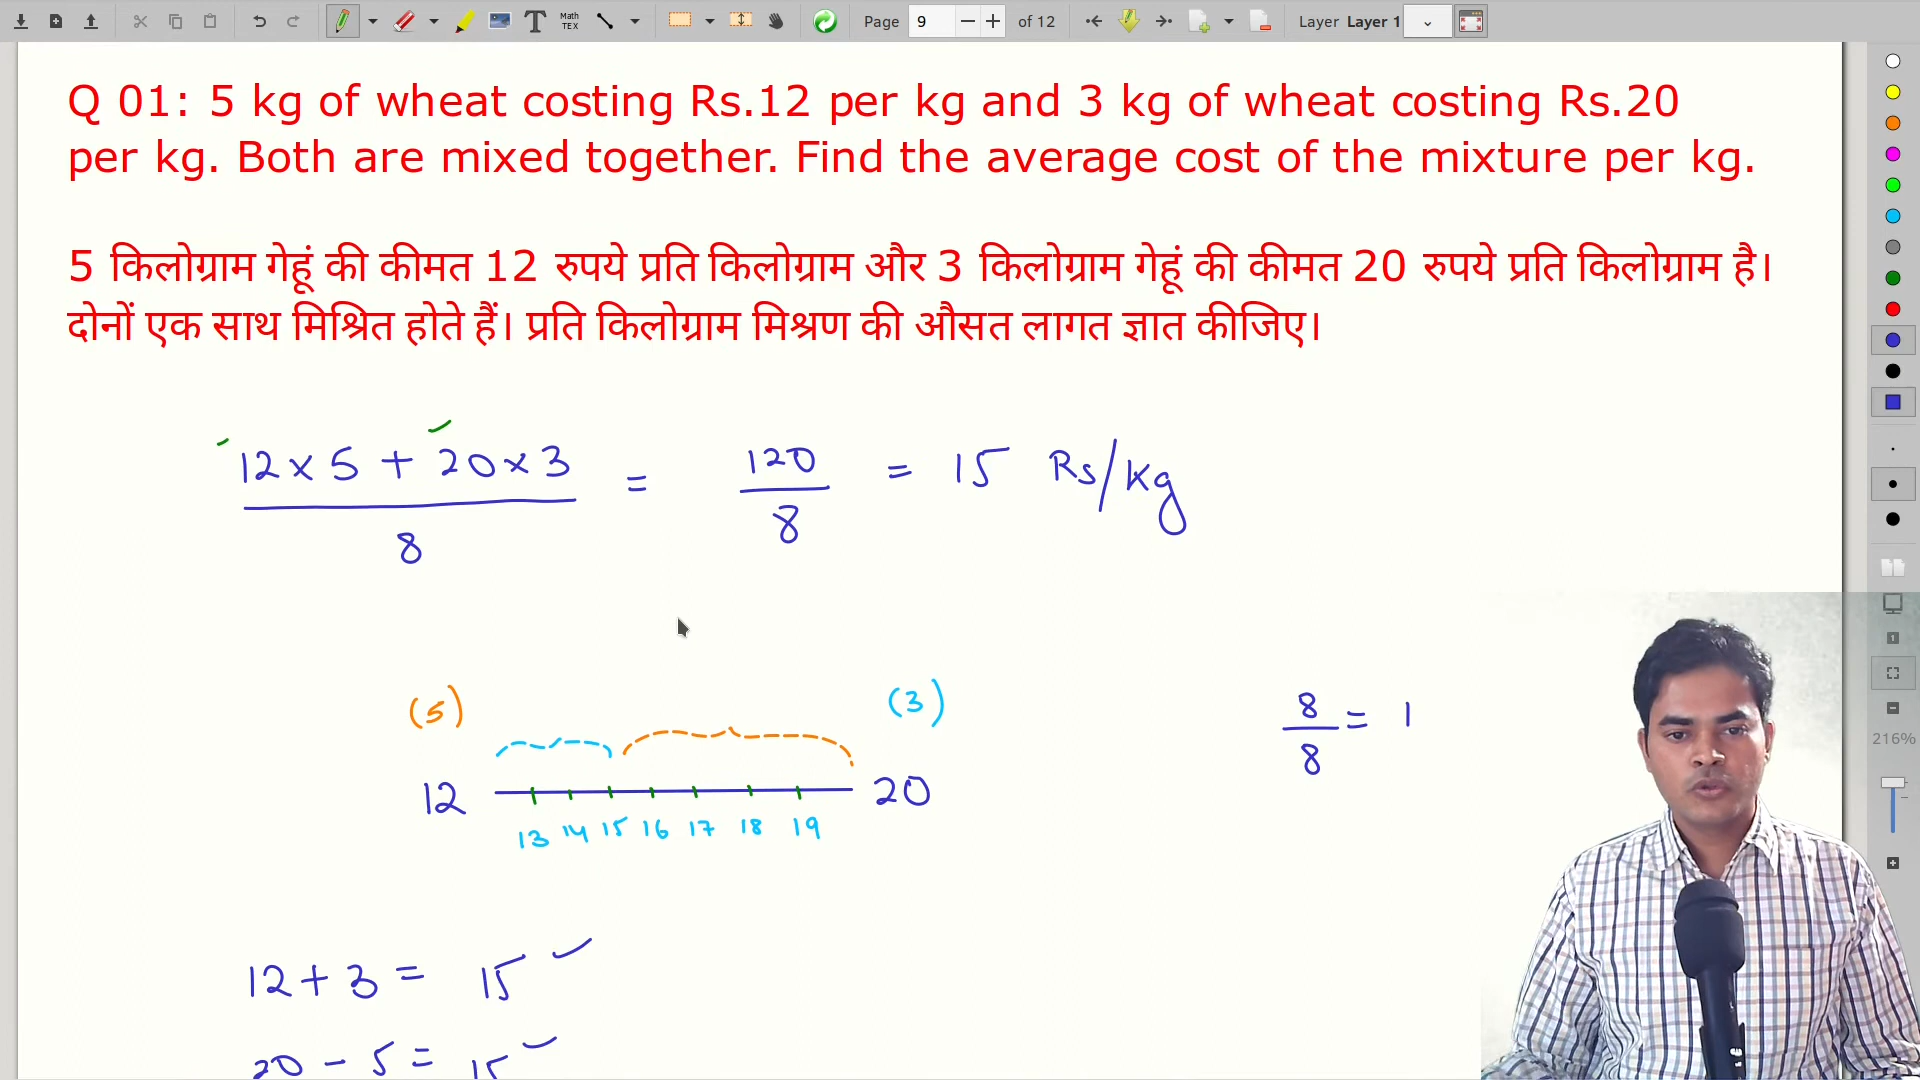 Math
TEX
Page 9 of 12 Layer Layer 1
Q 01: 5 kg of wheat costing Rs.12 per kg and 3 kg of wheat costing Rs.20
per kg. Both are mixed together. Find the average cost of the mixture per kg.
5 किलोग्राम गेहूं की कीमत 12 रुपये प्रति किलोग्राम और 3 किलोग्राम गेहूं की कीमत 20 रुपये प्रति किलोग्राम है।
दोनों एक साथ मिश्रित होते हैं। प्रति किलोग्राम मिश्रण की औसत लागत ज्ञात कीजिए।
12 × 5 + 20 × 3
8
=
120
8
= 15 Rs/kg
(5) (3)
12 20
13 14 15 16 17 18 19
8
8
= 1
12 + 3 = 15
20 - 5 = 15
1
216%